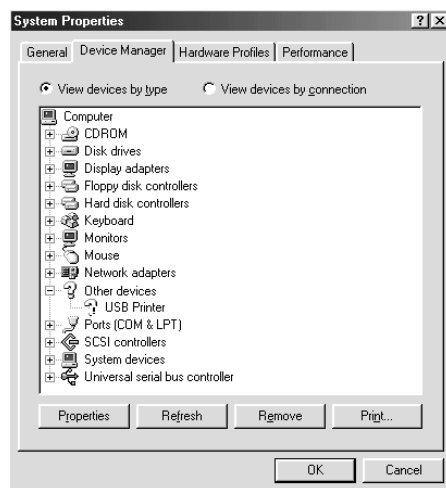 System Properties
General
Device Manager
Hardware Profiles
Performance
View devices by type
View devices by connection
Computer
CDROM
Disk drives
Display adapters
Floppy disk controllers
Hard disk controllers
Keyboard
Monitors
Mouse
Network adapters
Other devices
USB Printer
Ports (COM & LPT)
SCSI controllers
System devices
Universal serial bus controller
Properties
Refresh
Remove
Print...
OK
Cancel